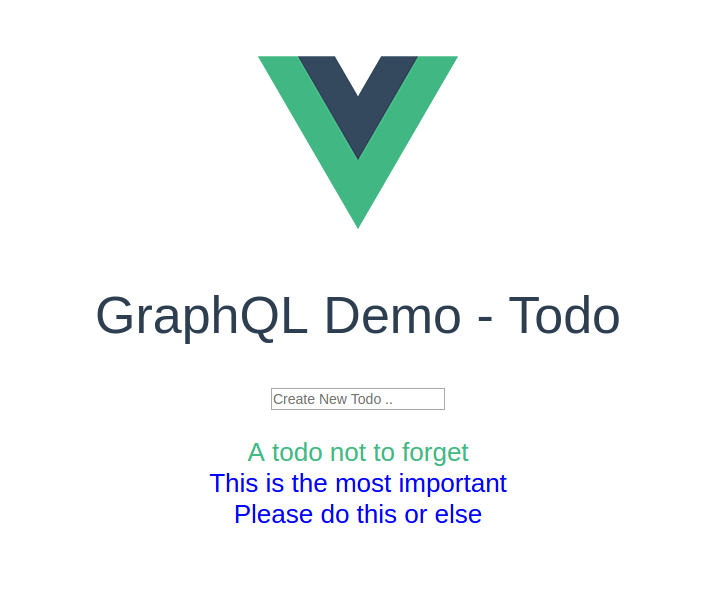 GraphQL Demo - Todo
Create New Todo ..
A todo not to forget
This is the most important
Please do this or else